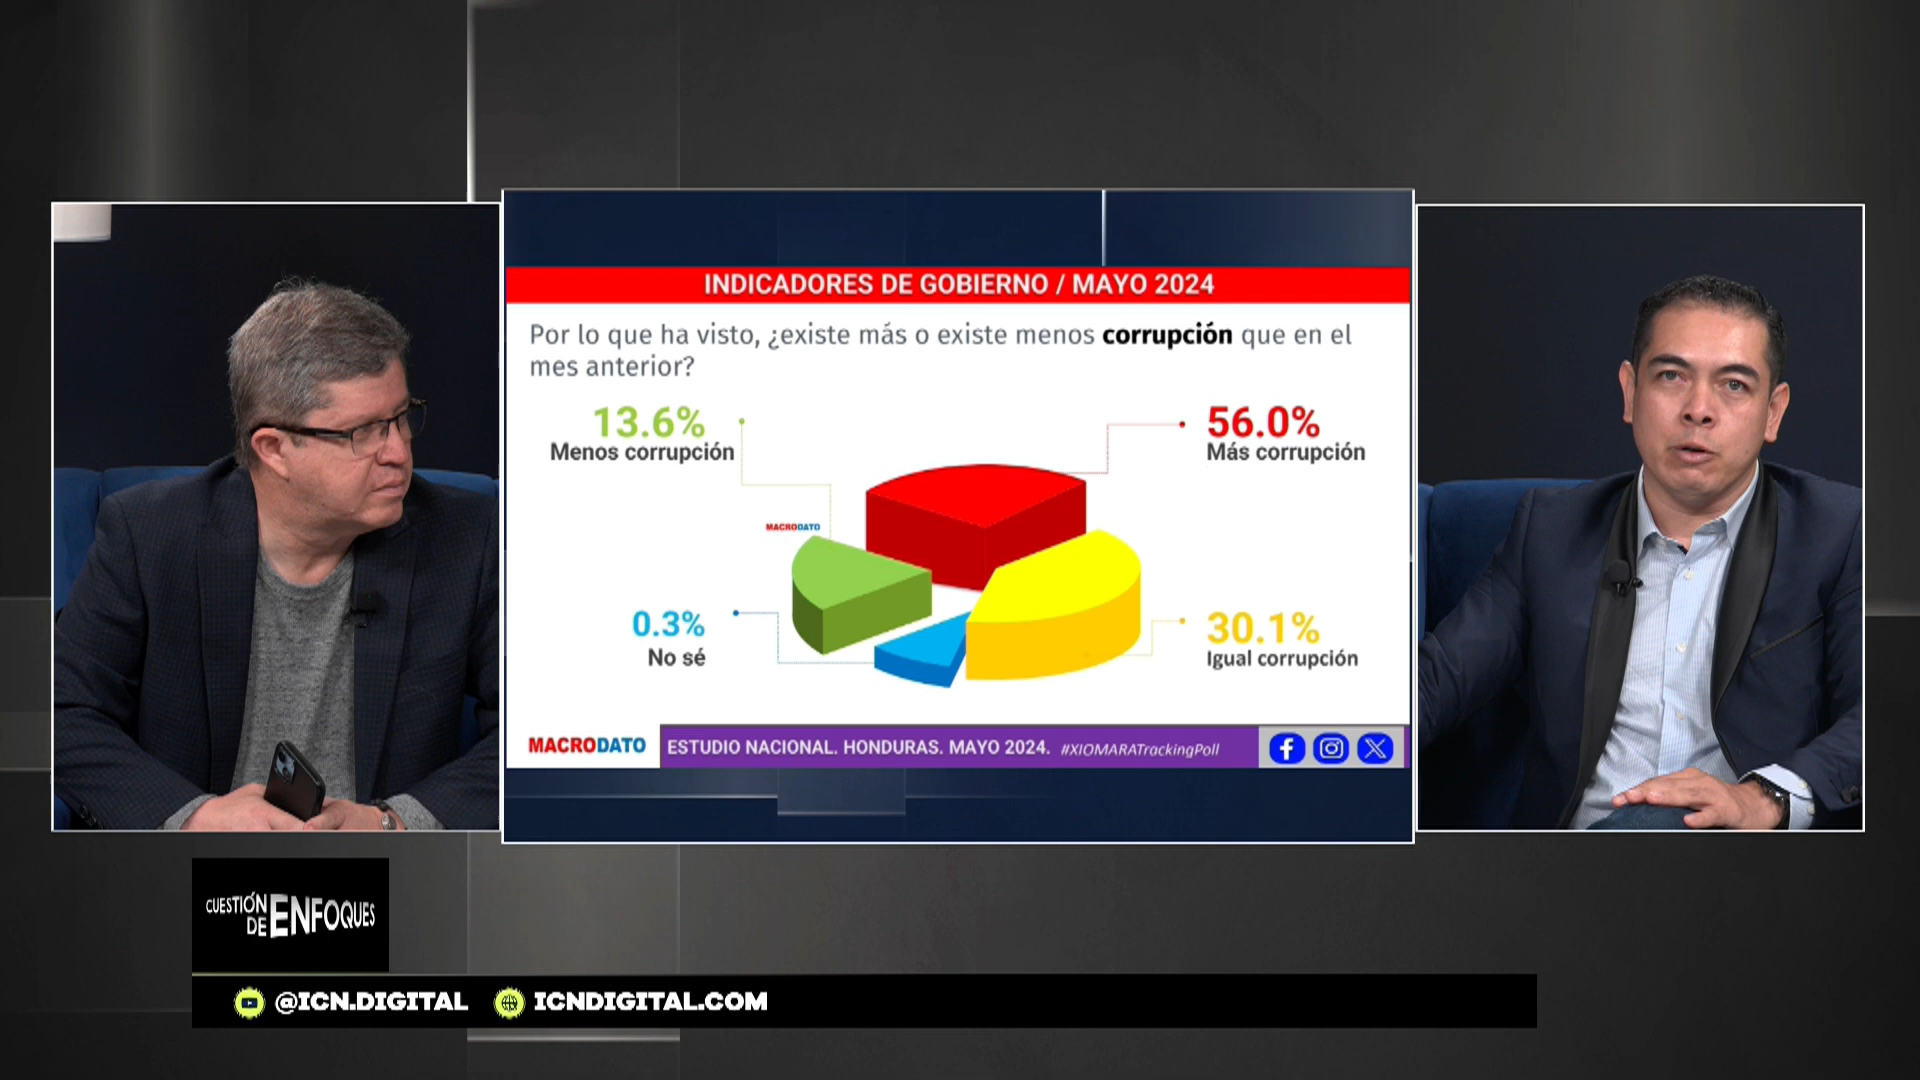 INDICADORES DE GOBIERNO / MAYO 2024
Por lo que ha visto, ¿existe más o existe menos corrupción que en el
mes anterior?
13.6%
Menos corrupción
56.0%
Más corrupción
MACRODATO
0.3%
No sé
30.1%
Igual corrupción
MACRODATO
ESTUDIO NACIONAL. HONDURAS. MAYO 2024. #XIOMARATrackingPoll
CUESTIÓN
DE ENFOQUES
@ICN.DIGITAL
ICNDIGITAL.COM